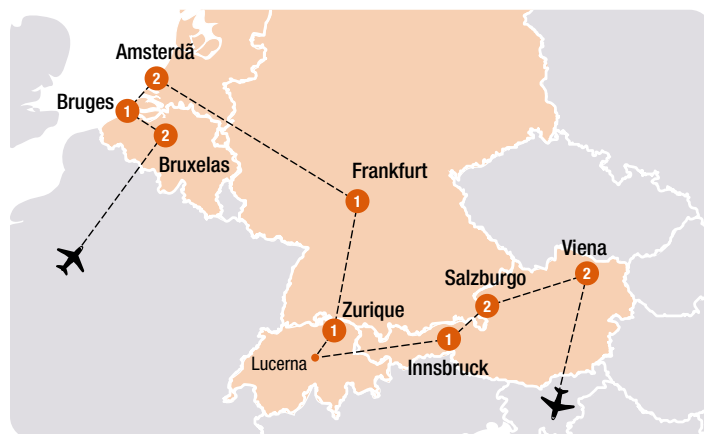 Amsterdã
2
Bruges
1
2
Bruxelas
Frankfurt
1
Viena
2
Salzburgo
2
Zurique
1
Lucerna
1
Innsbruck